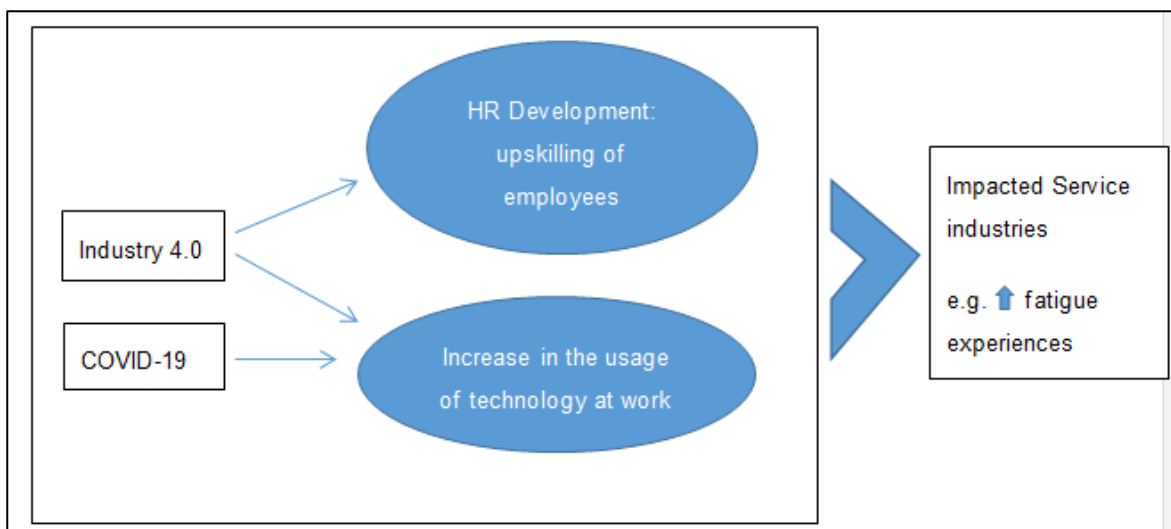 HR Development:
upskilling of
employees
Industry 4.0
COVID-19
Increase in the usage
of technology at work
Impacted Service
industries
e.g. ⬆ fatigue
experiences